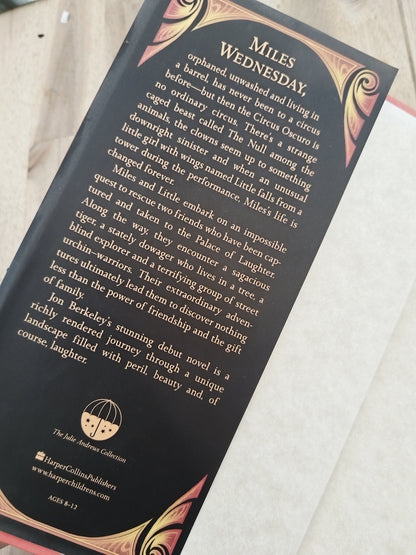 MILES
WEDNESDAY,
orphaned, unwashed and living in
a barrel, has never been to a circus
before—but then the Circus Oscuro is
no ordinary circus. There's a strange
caged beast called The Null among the
animals, the clowns seem up to something
downright sinister and when an unusual
little girl with wings named Little falls from a
tower during the performance, Miles's life is
changed forever.
Miles and Little embark on an impossible
quest to rescue two friends who have been cap-
tured and taken to the Palace of Laughter.
Along the way, they encounter a sagacious
tiger, a stately dowager who lives in a tree, a
blind explorer and a terrifying group of street
urchin–warriors. Their extraordinary adven-
tures ultimately lead them to discover nothing
less than the power of friendship and the gift
of family.
Jon Berkeley's stunning debut novel is a
richly rendered journey through a unique
landscape filled with peril, beauty and, of
course, laughter.
The Julie Andrews Collection
HarperCollinsPublishers
www.harperchildrens.com
AGES 8–12